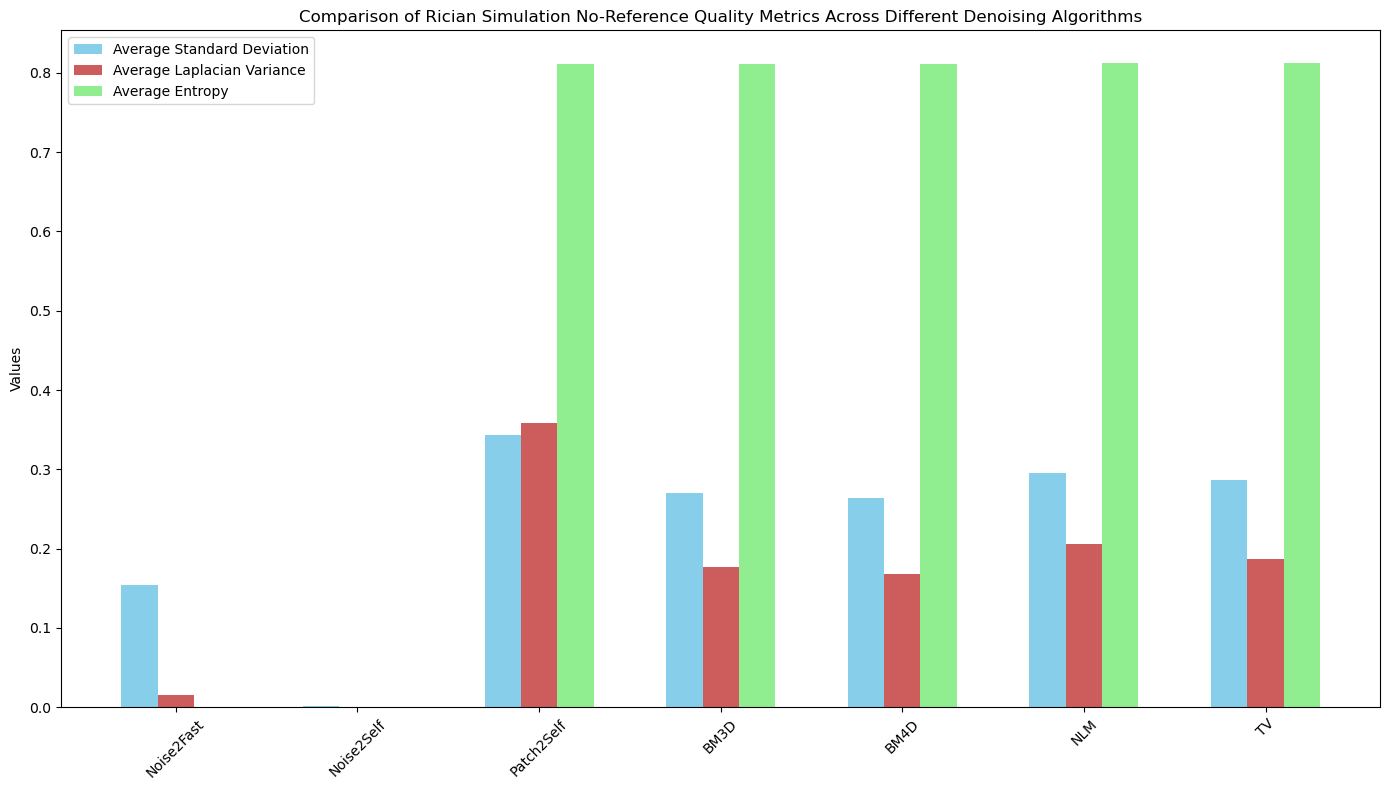 Comparison of Rician Simulation No-Reference Quality Metrics Across Different Denoising Algorithms
Average Standard Deviation
Average Laplacian Variance
Average Entropy
0.8
0.7
0.6
0.5
0.4
0.3
0.2
0.1
0.0
Values
Noise2Fast
Noise2Self
Patch2Self
BM3D
BM4D
NLM
TV